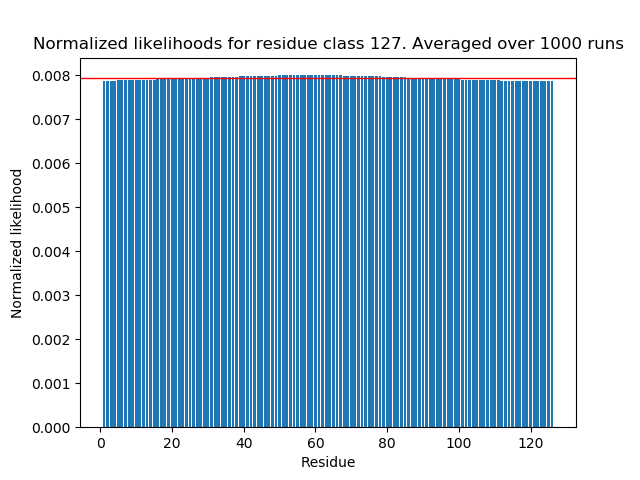 Normalized likelihoods for residue class 127. Averaged over 1000 runs
0.008
0.007
0.006
0.005
0.004
0.003
0.002
0.001
0.000
Normalized likelihood
0 20 40 60 80 100 120
Residue